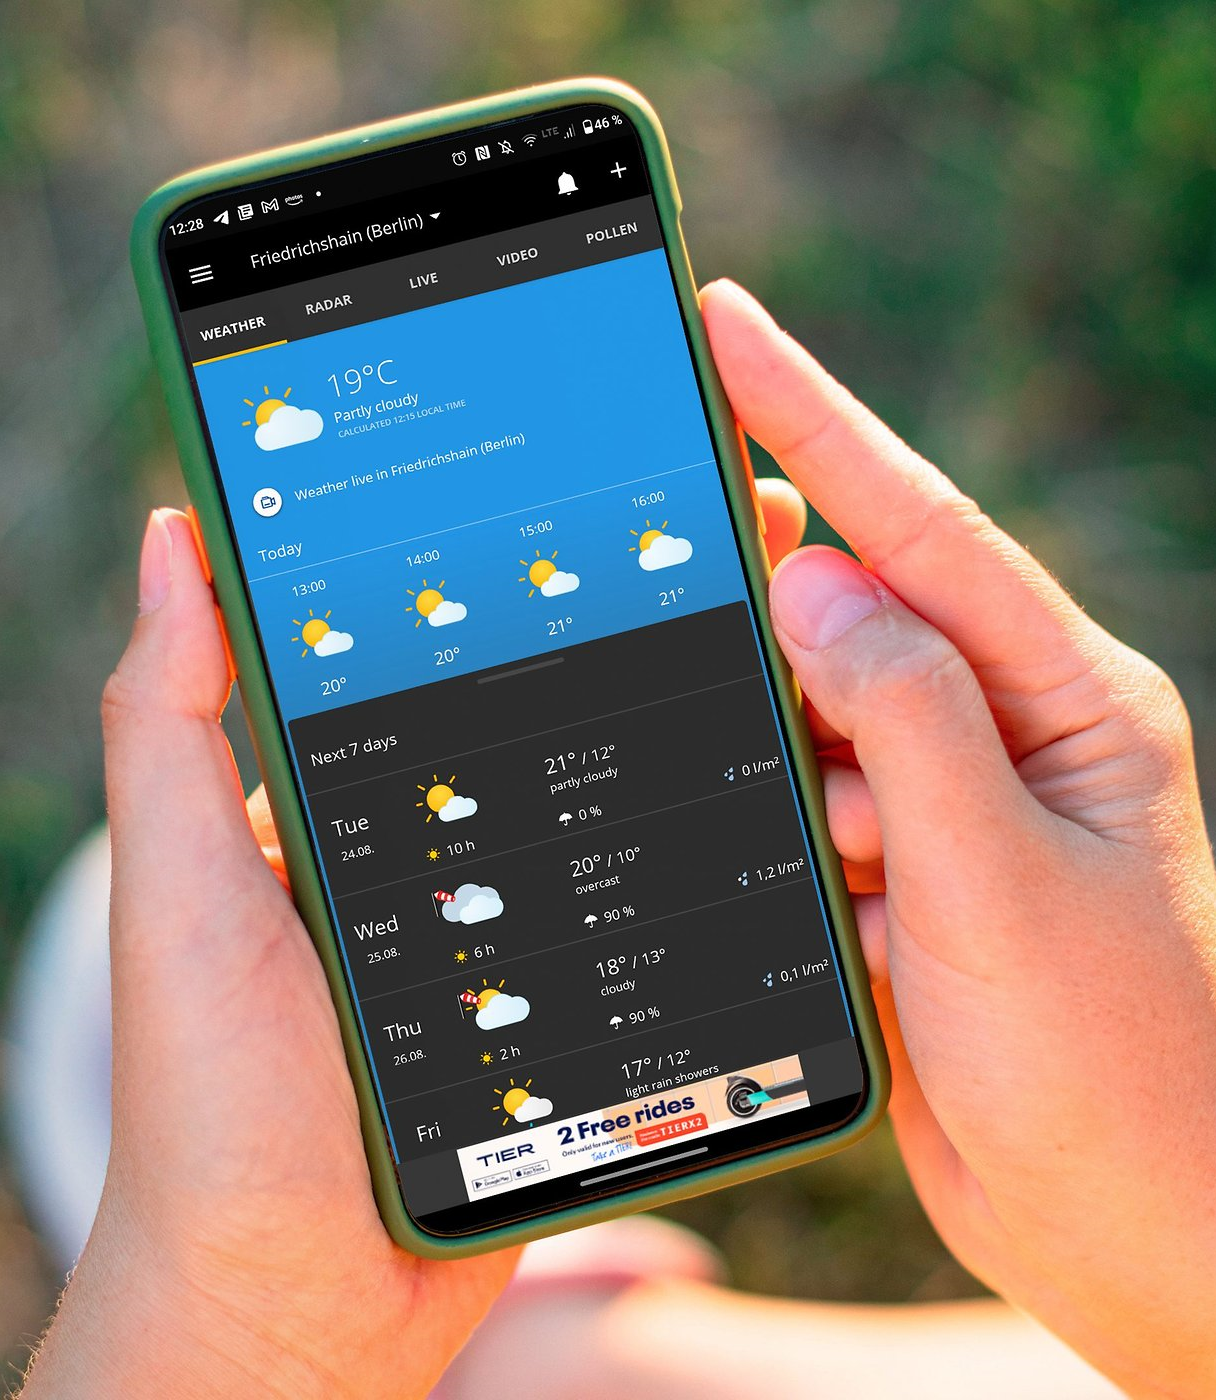 12:28
LTE
46 %
Friedrichshain (Berlin)
WEATHER RADAR LIVE VIDEO POLLEN
19°C
Partly cloudy
CALCULATED 12:15 LOCAL TIME
Weather live in Friedrichshain (Berlin)
Today
13:00 14:00 15:00 16:00
20° 20° 21° 21°
Next 7 days
Tue
24.08.
10 h
21° / 12°
partly cloudy
0 %
0 l/m²
Wed
25.08.
6 h
20° / 10°
overcast
90 %
1,2 l/m²
Thu
26.08.
2 h
18° / 13°
cloudy
90 %
0,1 l/m²
Fri
17° / 12°
light rain showers
TIER
2 Free rides
Only valid for new users.
TIERX2
Take a TIER!
Google Play
App Store